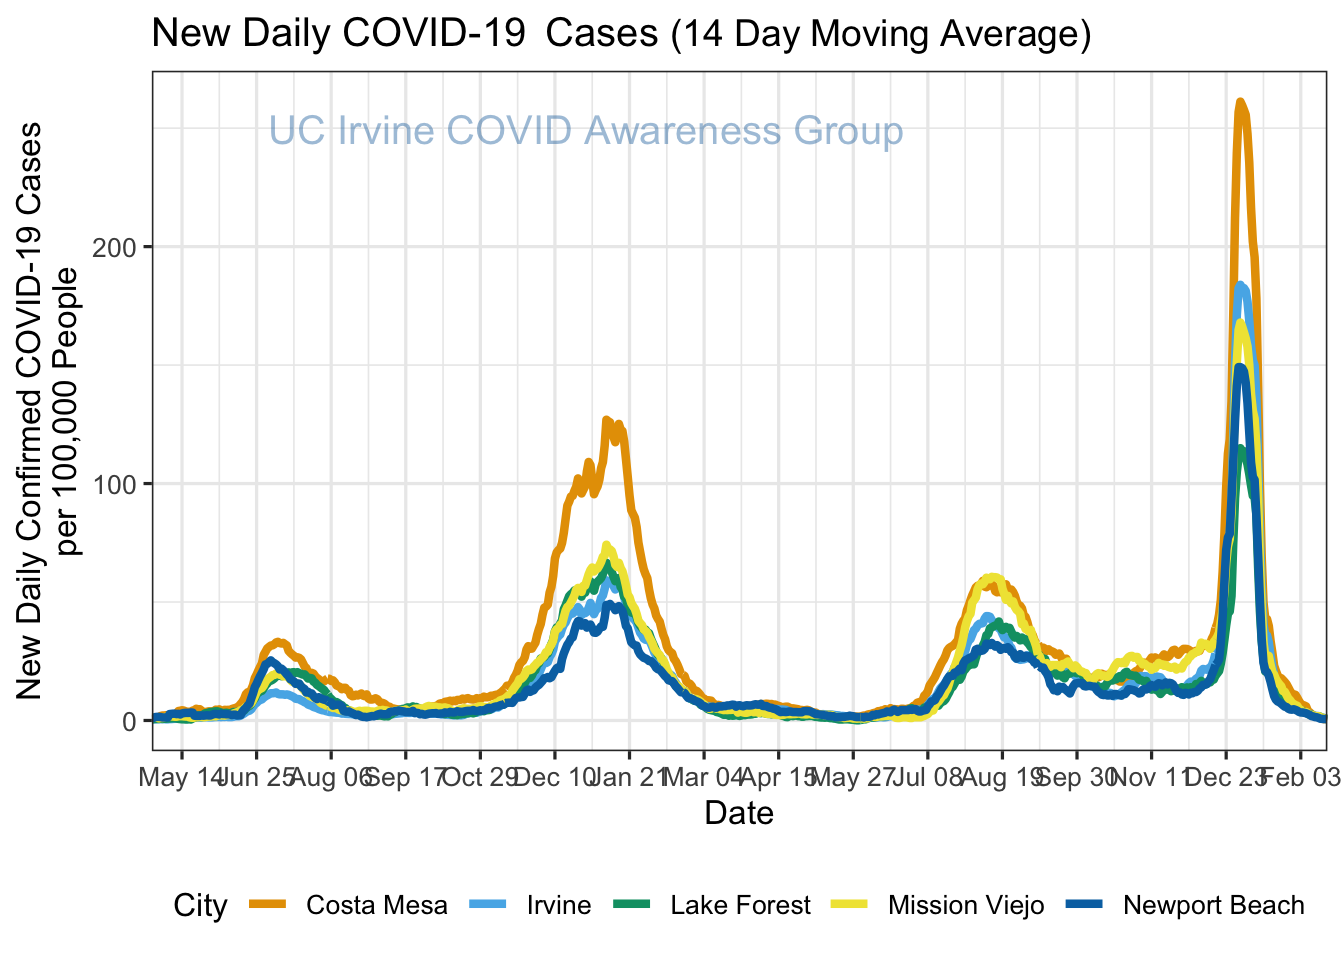 New Daily COVID-19  Cases (14 Day Moving Average)
UC Irvine COVID Awareness Group
New Daily Confirmed COVID-19 Cases
per 100,000 People
200
100
0
May 14 Jun 25 Aug 06 Sep 17 Oct 29 Dec 10 Jan 21 Mar 04 Apr 15 May 27 Jul 08 Aug 19 Sep 30 Nov 11 Dec 23 Feb 03
Date
City Costa Mesa Irvine Lake Forest Mission Viejo Newport Beach